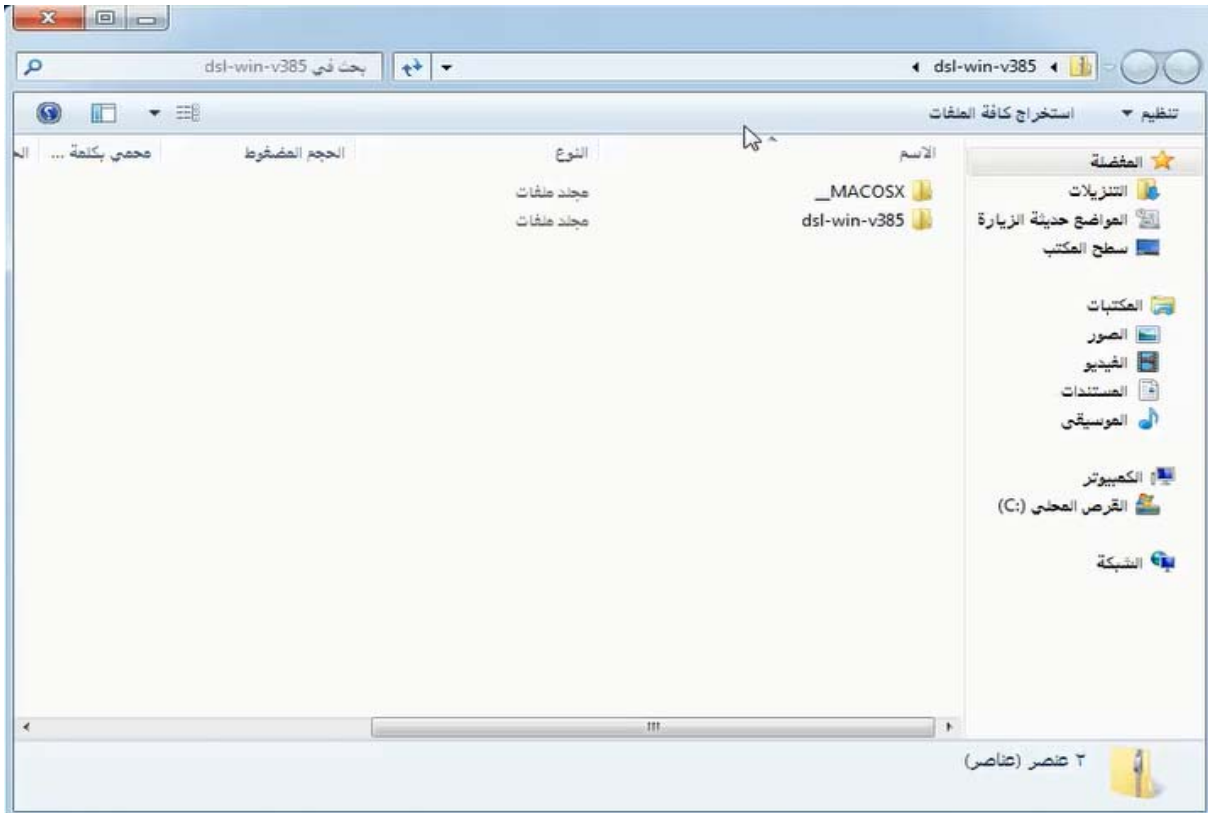 dsl-win-v385
بحث في dsl-win-v385
تنظيم
استخراج كافة الملفات
المفضلة
التنزيلات
المواضع حديثة الزيارة
سطح المكتب
المكتبات
الصور
الفيديو
المستندات
الموسيقى
الكمبيوتر
القرص المحلي (C:)
الشبكة
الاسم النوع الحجم المضغوط محمي بكلمة ...
__MACOSX مجلد ملفات
dsl-win-v385 مجلد ملفات
٢ عنصر (عناصر)